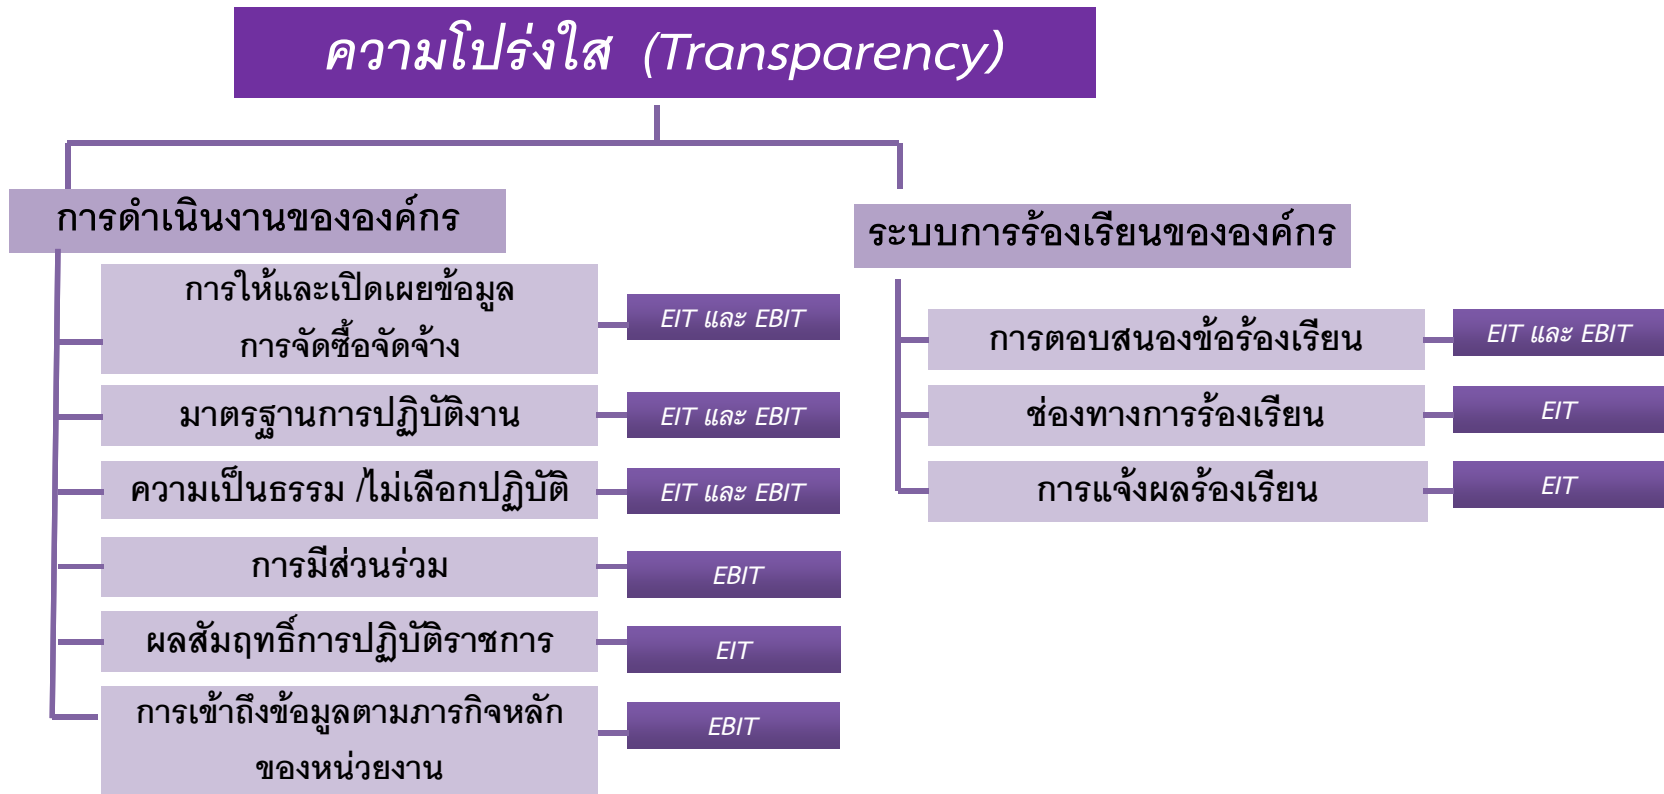 ความโปร่งใส (Transparency)
การดำเนินงานขององค์กร
การให้และเปิดเผยข้อมูล
การจัดซื้อจัดจ้าง
EIT และ EBIT
มาตรฐานการปฏิบัติงาน
EIT และ EBIT
ความเป็นธรรม /ไม่เลือกปฏิบัติ
EIT และ EBIT
การมีส่วนร่วม
EBIT
ผลสัมฤทธิ์การปฏิบัติราชการ
EIT
การเข้าถึงข้อมูลตามภารกิจหลัก
ของหน่วยงาน
EBIT
ระบบการร้องเรียนขององค์กร
การตอบสนองข้อร้องเรียน
EIT และ EBIT
ช่องทางการร้องเรียน
EIT
การแจ้งผลร้องเรียน
EIT